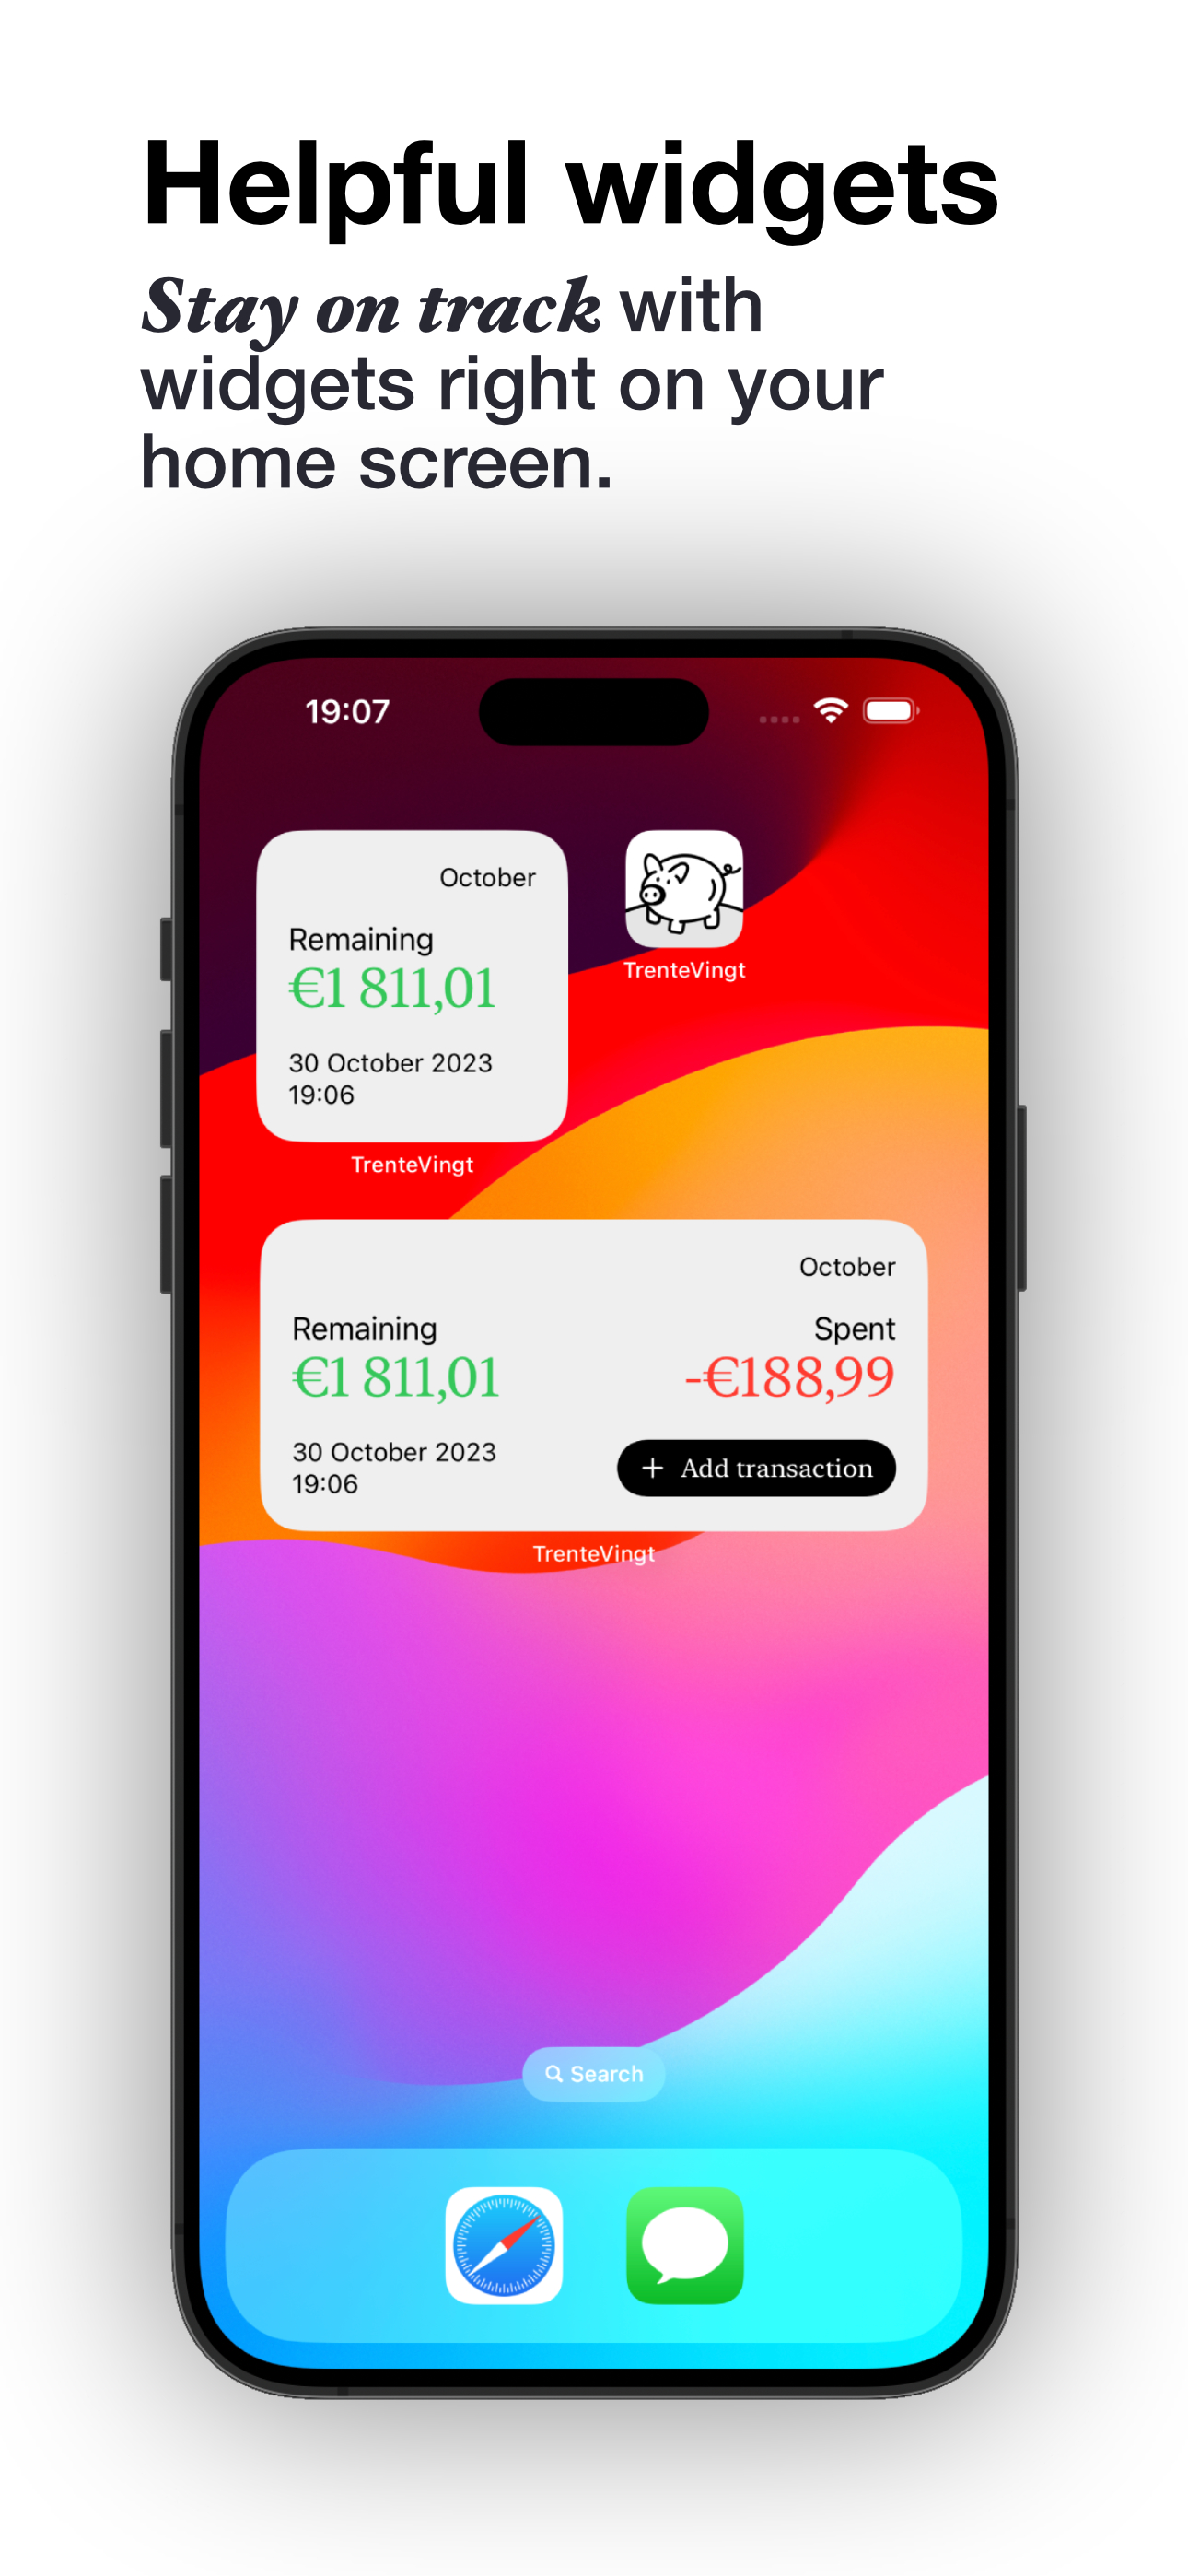 Helpful widgets
Stay on track with
widgets right on your
home screen.
19:07
October
Remaining
€1 811,01
30 October 2023
19:06
TrenteVingt
TrenteVingt
October
Remaining
Spent
€1 811,01
-€188,99
30 October 2023
19:06
+ Add transaction
TrenteVingt
Search